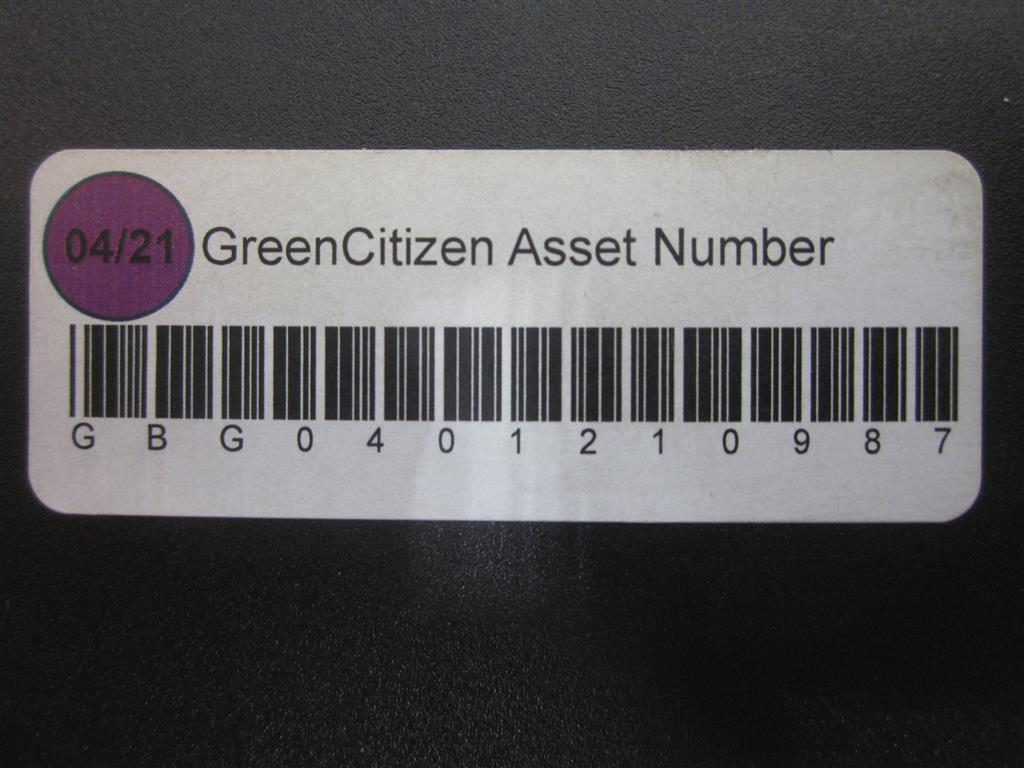 04/21 GreenCitizen Asset Number
G B G 0 4 0 1 2 1 0 9 8 7